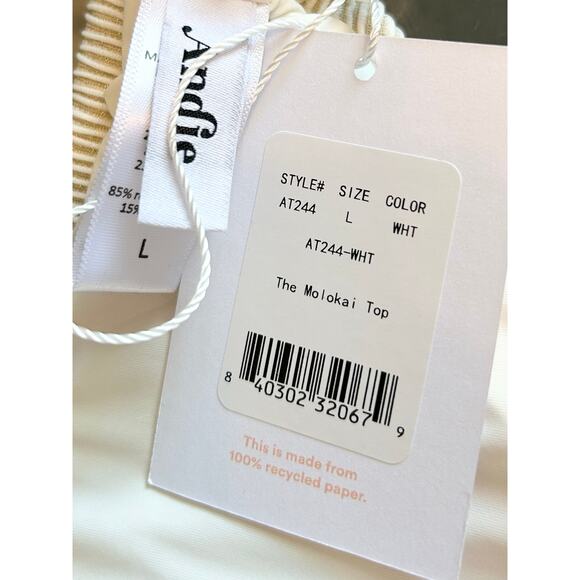 Andie
85%
15%
L
STYLE# SIZE COLOR
AT244 L WHT
AT244-WHT
The Molokai Top
8 40302 32067 9
This is made from
100% recycled paper.